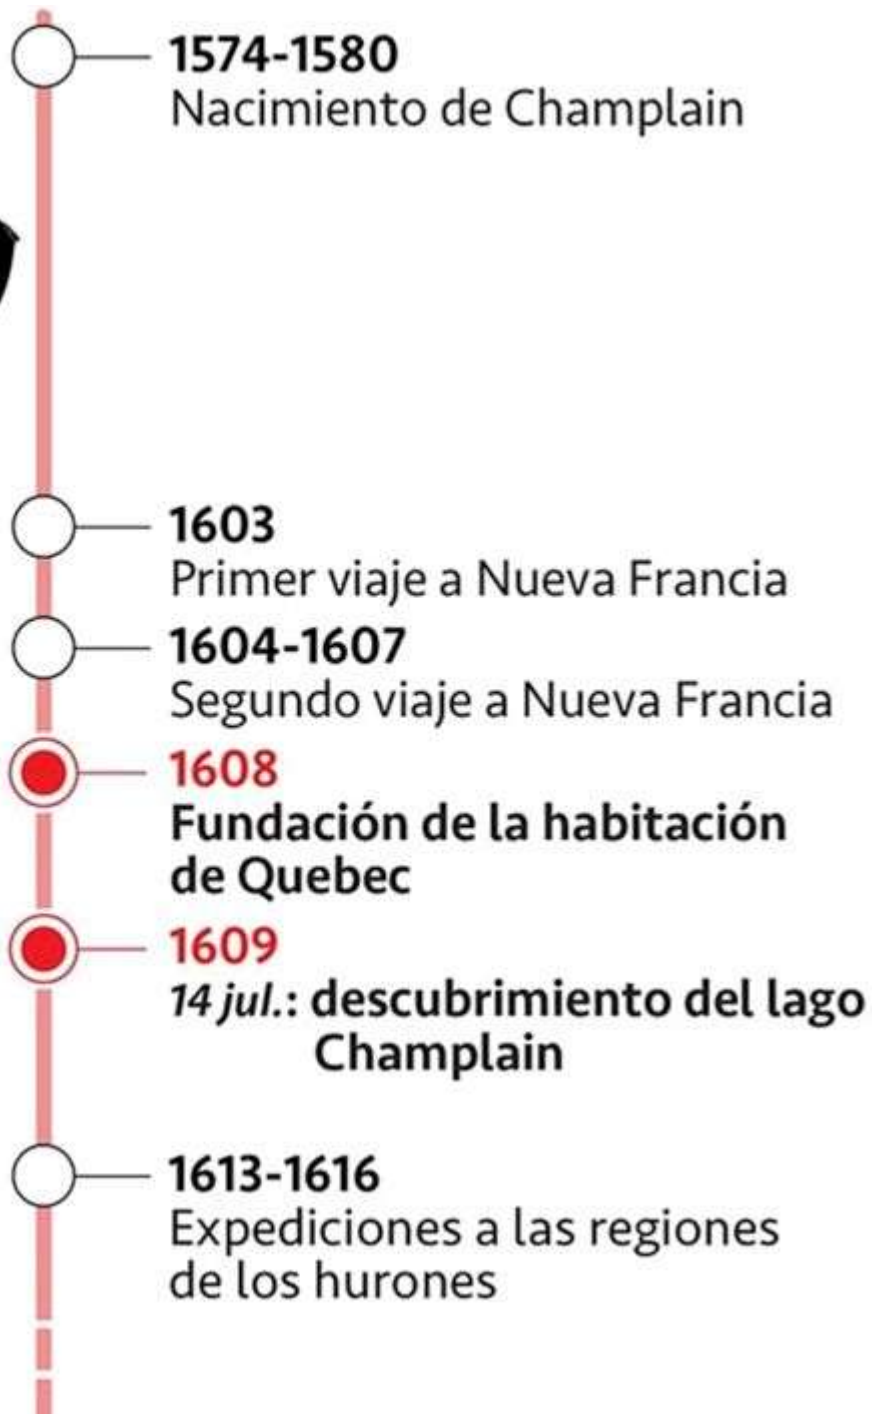 1574-1580
Nacimiento de Champlain
1603
Primer viaje a Nueva Francia
1604-1607
Segundo viaje a Nueva Francia
1608
Fundación de la habitación
de Quebec
1609
14 jul.: descubrimiento del lago
Champlain
1613-1616
Expediciones a las regiones
de los hurones